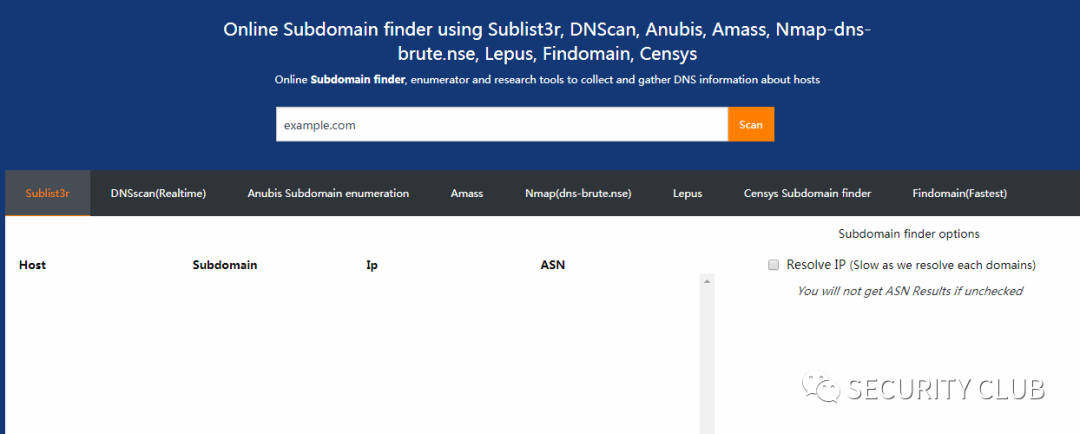 Online Subdomain finder using Sublist3r, DNScan, Anubis, Amass, Nmap-dns-
brute.nse, Lepus, Findomain, Censys
Online Subdomain finder, enumerator and research tools to collect and gather DNS information about hosts
example.com Scan
Sublist3r DNSscan(Realtime) Anubis Subdomain enumeration Amass Nmap(dns-brute.nse) Lepus Censys Subdomain finder Findomain(Fastest)
Subdomain finder options
Host Subdomain Ip ASN
Resolve IP (Slow as we resolve each domains)
You will not get ASN Results if unchecked
SECURITY CLUB